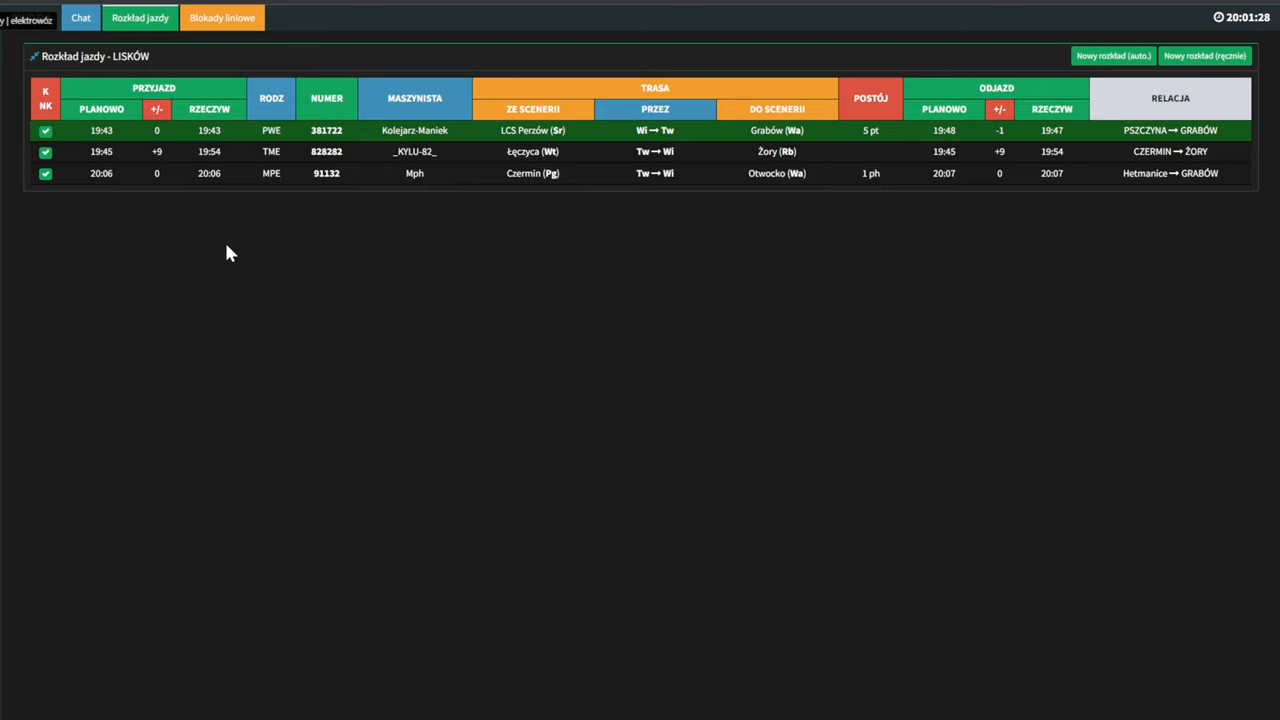 y | elektrowóz Chat Rozkład jazdy Blokady liniowe 20:01:28
Rozkład jazdy - LISKÓW Nowy rozkład (auto.) Nowy rozkład (ręcznie)
K NK PRZYJAZD RODZ NUMER MASZYNISTA TRASA POSTÓJ ODJAZD RELACJA
PLANOWO +/- RZECZYW ZE SCENERII PRZEZ DO SCENERII PLANOWO +/- RZECZYW
19:43 0 19:43 PWE 381722 Kolejarz-Maniek LCS Perzów (Sr) Wi → Tw Grabów (Wa) 5 pt 19:48 -1 19:47 PSZCZYNA → GRABÓW
19:45 +9 19:54 TME 828282 _KYLU-82_ Łęczyca (Wt) Tw → Wi Żory (Rb) 19:45 +9 19:54 CZERMIN → ŻORY
20:06 0 20:06 MPE 91132 Mph Czermin (Pg) Tw → Wi Otwocko (Wa) 1 ph 20:07 0 20:07 Hetmanice → GRABÓW